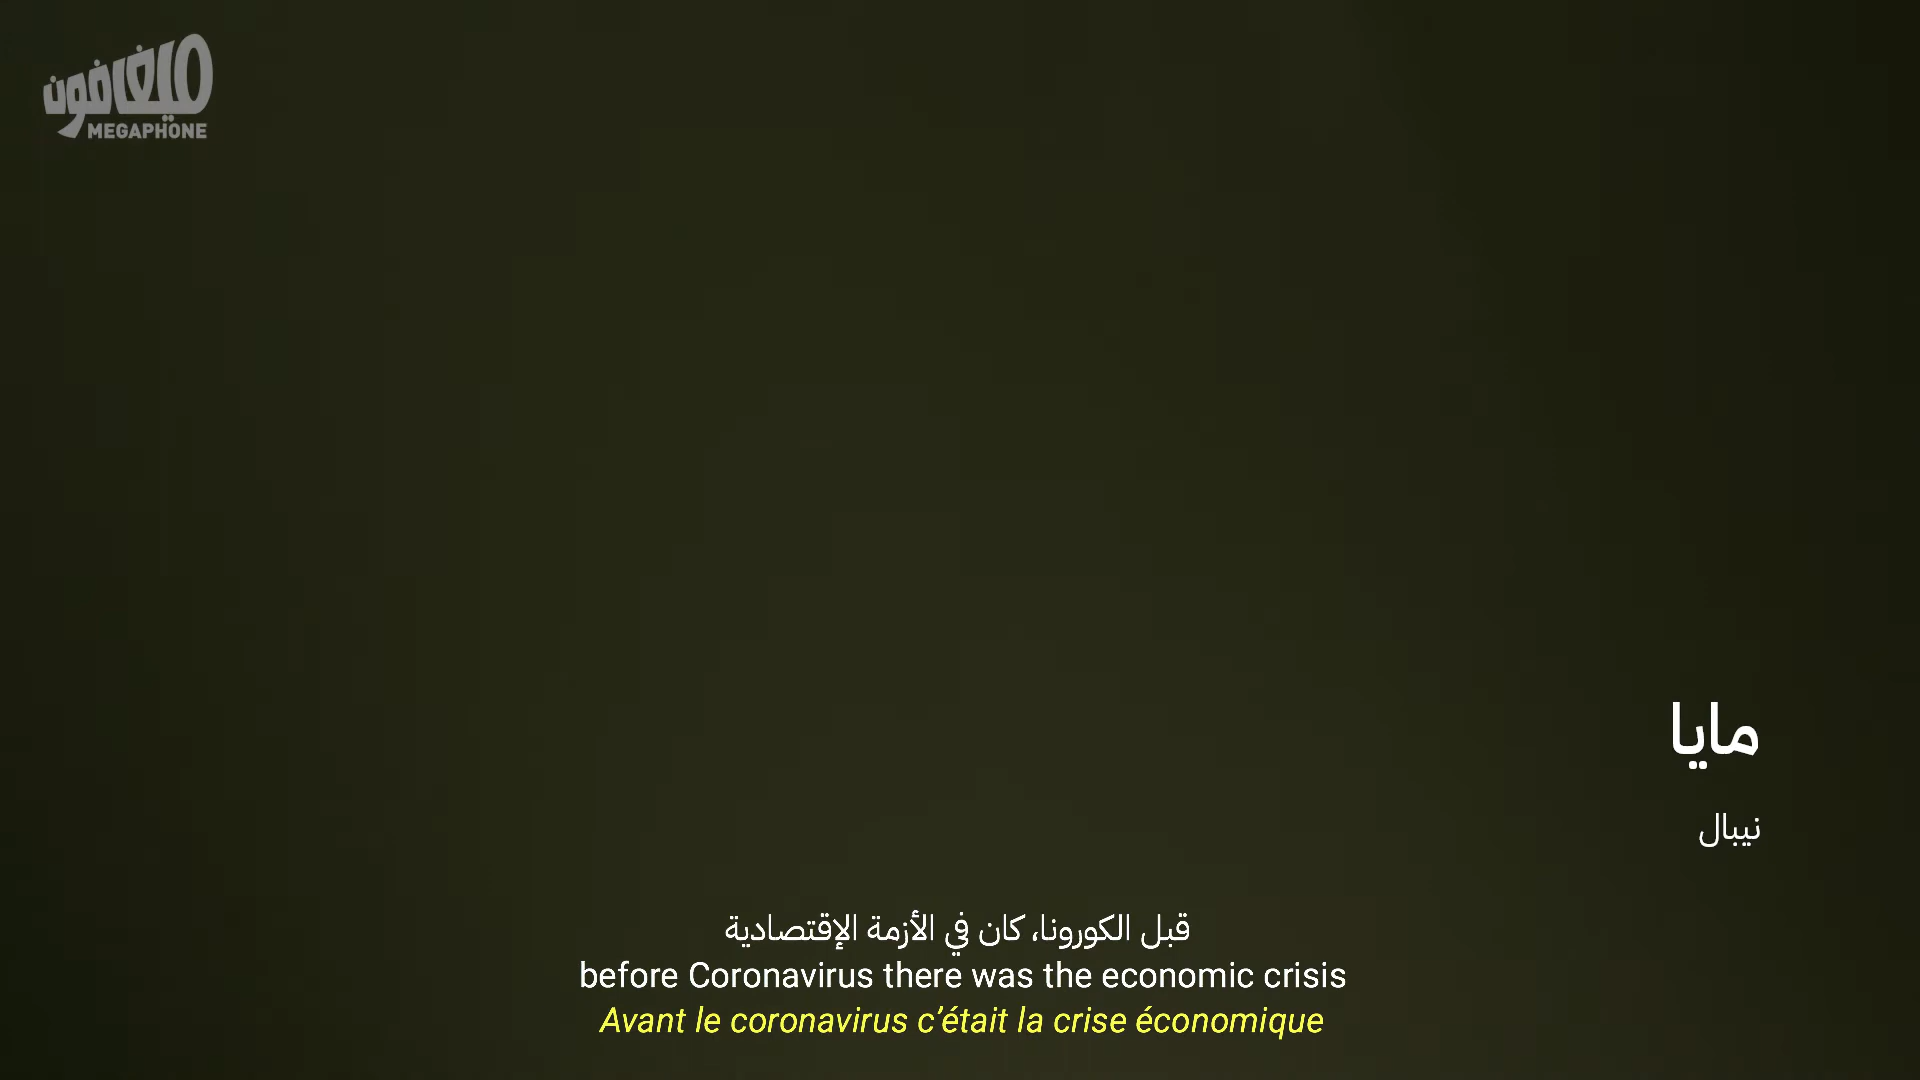 ميغافون
MEGAPHONE
مايا
نيبال
قبل الكورونا، كان في الأزمة الإقتصادية
before Coronavirus there was the economic crisis
Avant le coronavirus c’était la crise économique